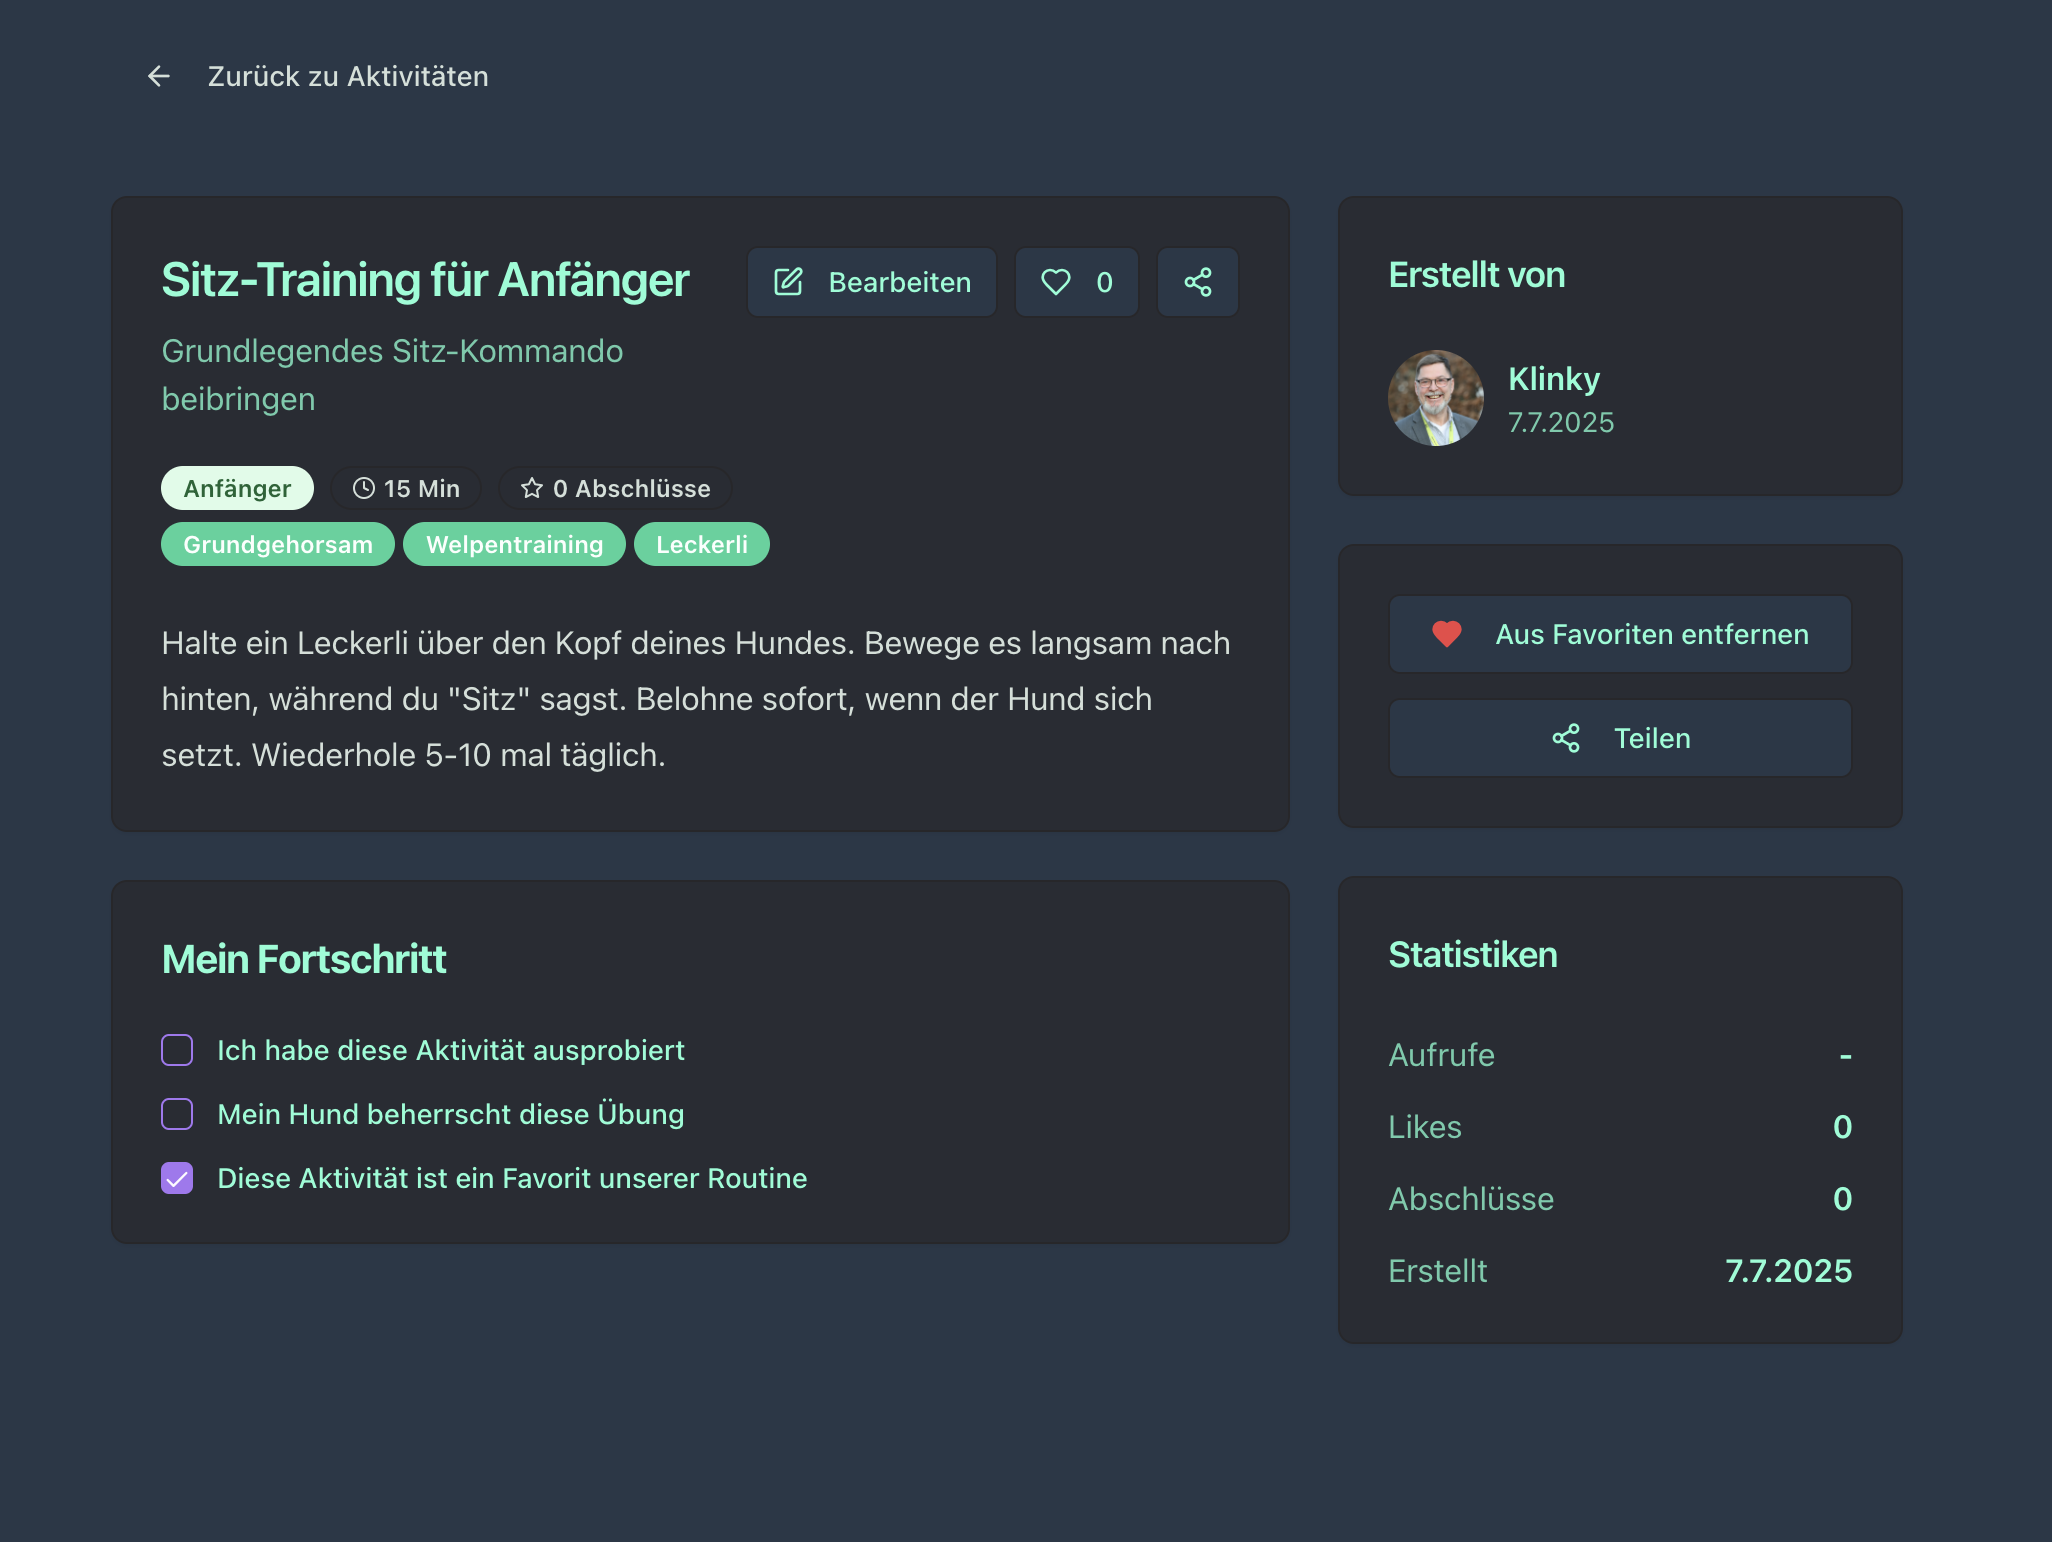 Zurück zu Aktivitäten
Sitz-Training für Anfänger
Bearbeiten
0
Grundlegendes Sitz-Kommando
beibringen
Anfänger
15 Min
0 Abschlüsse
Grundgehorsam
Welpentraining
Leckerli
Halte ein Leckerli über den Kopf deines Hundes. Bewege es langsam nach
hinten, während du "Sitz" sagst. Belohne sofort, wenn der Hund sich
setzt. Wiederhole 5-10 mal täglich.
Mein Fortschritt
Ich habe diese Aktivität ausprobiert
Mein Hund beherrscht diese Übung
Diese Aktivität ist ein Favorit unserer Routine
Erstellt von
Klinky
7.7.2025
Aus Favoriten entfernen
Teilen
Statistiken
Aufrufe -
Likes 0
Abschlüsse 0
Erstellt 7.7.2025